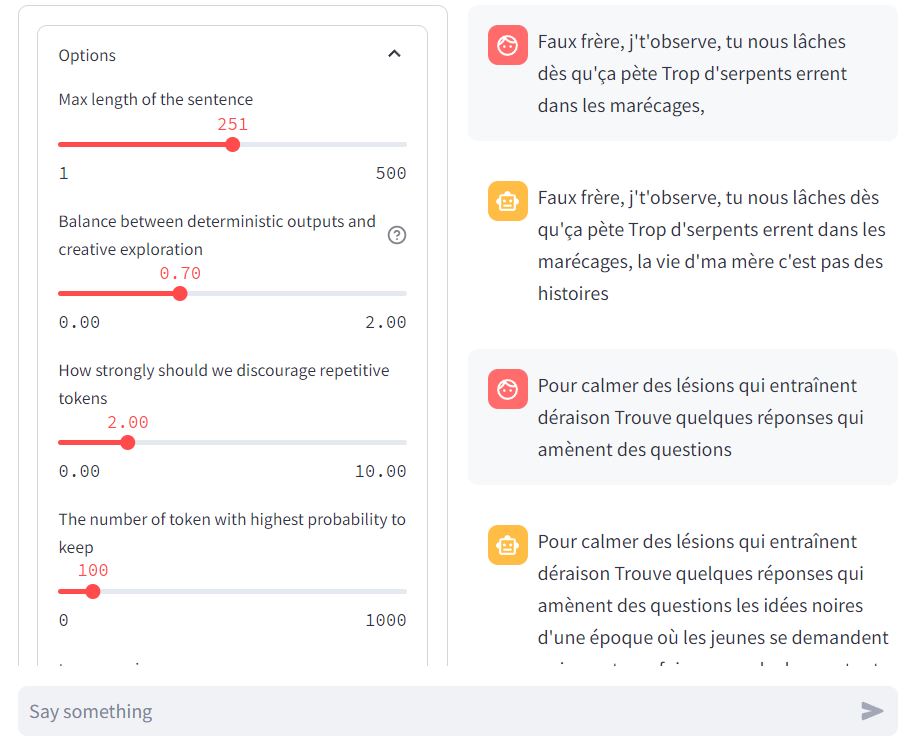 Options
Max length of the sentence
251
1 500
Balance between deterministic outputs and
creative exploration
0.70
0.00 2.00
How strongly should we discourage repetitive
tokens
2.00
0.00 10.00
The number of token with highest probability to
keep
100
0 1000
Faux frère, j't'observe, tu nous lâches
dès qu'ça pète Trop d'serpents errent
dans les marécages,
Faux frère, j't'observe, tu nous lâches dès
qu'ça pète Trop d'serpents errent dans les
marécages, la vie d'ma mère c'est pas des
histoires
Pour calmer des lésions qui entraînent
déraison Trouve quelques réponses qui
amènent des questions
Pour calmer des lésions qui entraînent
déraison Trouve quelques réponses qui
amènent des questions les idées noires
d'une époque où les jeunes se demandent
Say something